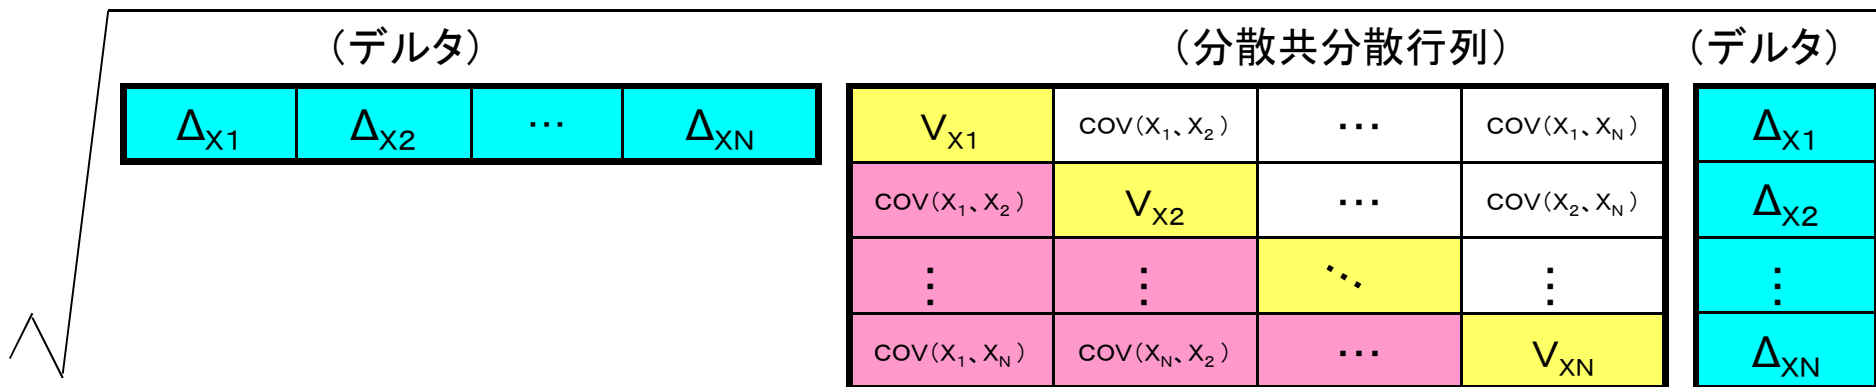 (デルタ) (分散共分散行列) (デルタ)
ΔX1 ΔX2 … ΔXN VX1 COV(X1、X2) … COV(X1、XN) ΔX1
COV(X1、X2) VX2 … COV(X2、XN) ΔX2
⋮ ⋮ ⋱ ⋮ ⋮
COV(X1、XN) COV(XN、X2) … VXN ΔXN